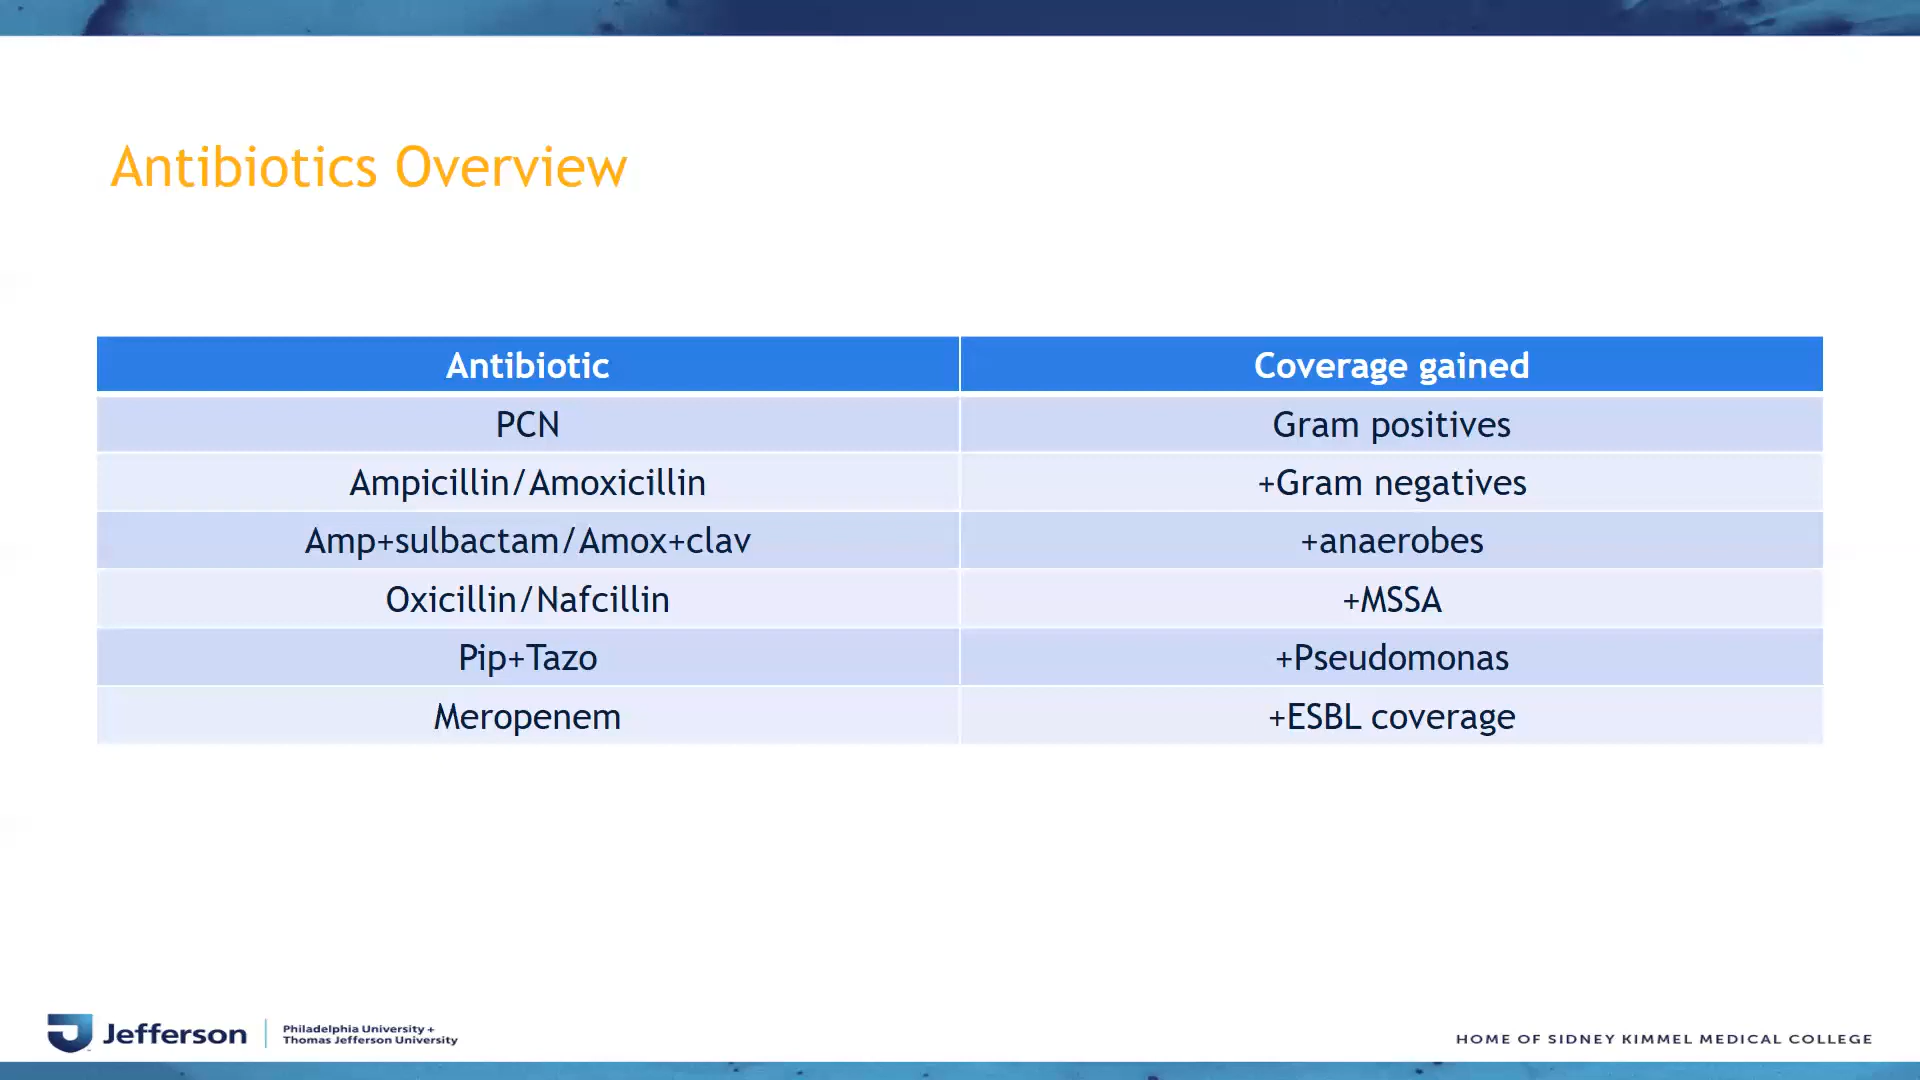 Antibiotics Overview
Antibiotic Coverage gained
PCN Gram positives
Ampicillin/Amoxicillin +Gram negatives
Amp+sulbactam/Amox+clav +anaerobes
Oxicillin/Nafcillin +MSSA
Pip+Tazo +Pseudomonas
Meropenem +ESBL coverage
Jefferson
Philadelphia University +
Thomas Jefferson University
HOME OF SIDNEY KIMMEL MEDICAL COLLEGE